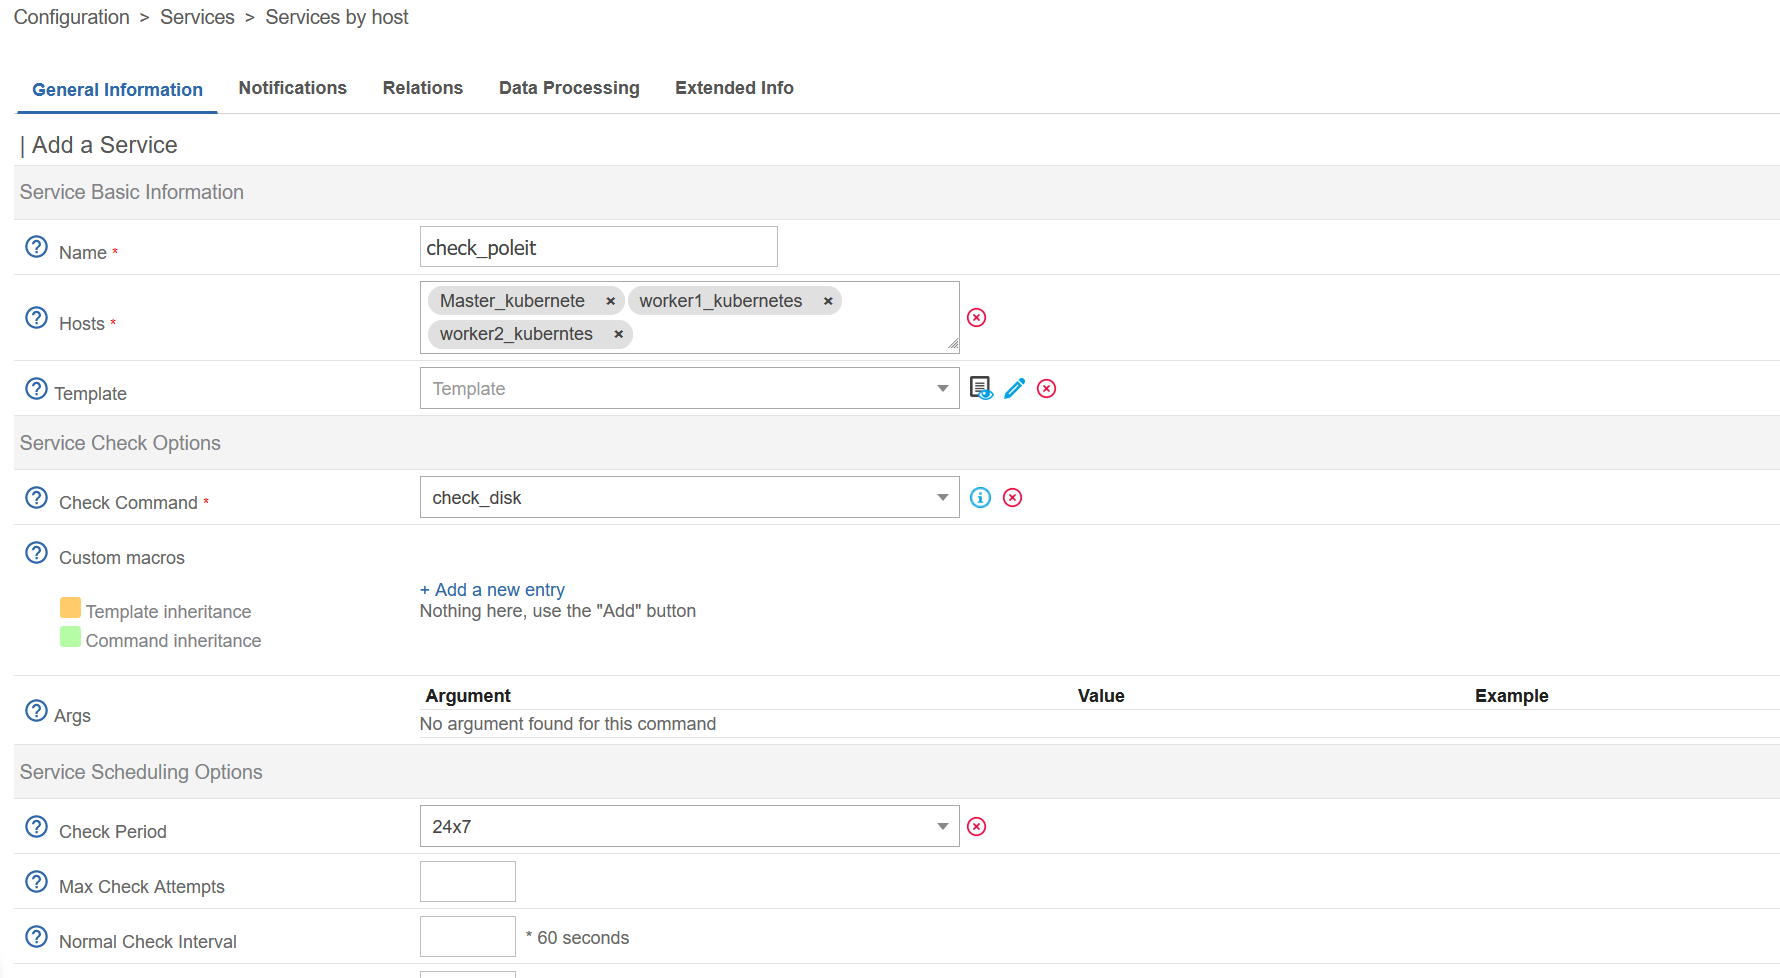 Configuration > Services > Services by host
General Information Notifications Relations Data Processing Extended Info
| Add a Service
Service Basic Information
Name * check_poleit
Hosts * Master_kubernete × worker1_kubernetes ×
worker2_kuberntes ×
Template Template
Service Check Options
Check Command * check_disk
Custom macros
+ Add a new entry
Nothing here, use the "Add" button
Template inheritance
Command inheritance
Argument Value Example
Args
No argument found for this command
Service Scheduling Options
Check Period 24x7
Max Check Attempts
Normal Check Interval * 60 seconds